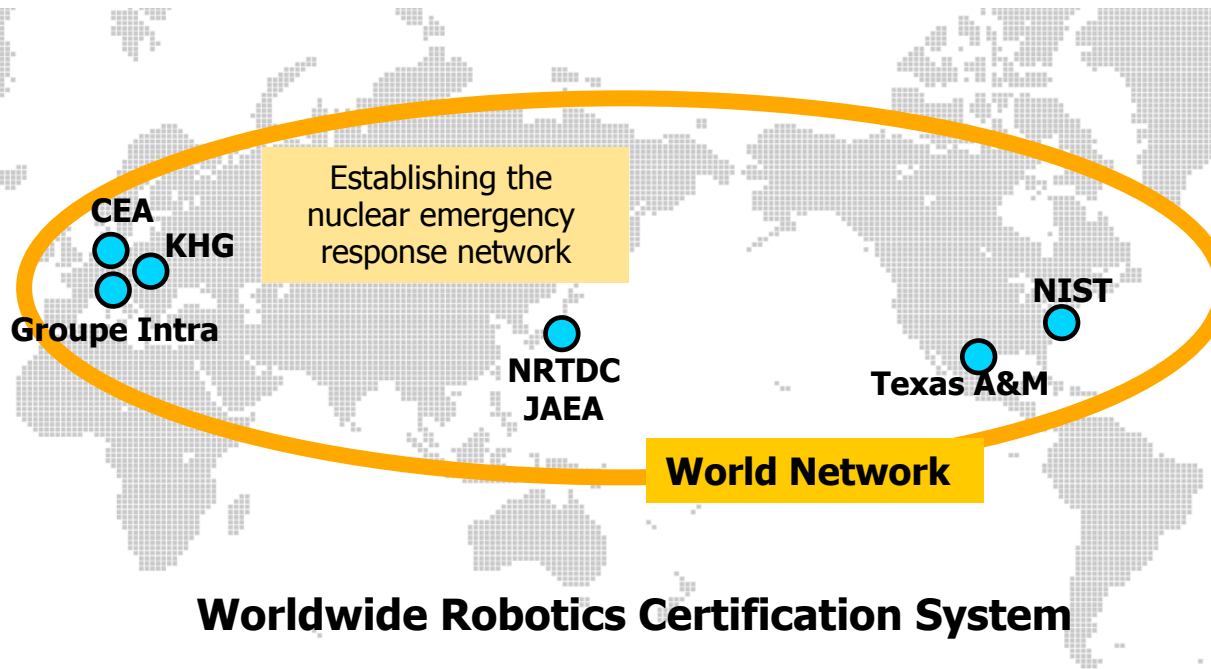 Establishing the
nuclear emergency
response network
CEA
KHG
Groupe Intra
NIST
NRTDC
JAEA
Texas A&M
World Network
Worldwide Robotics Certification System